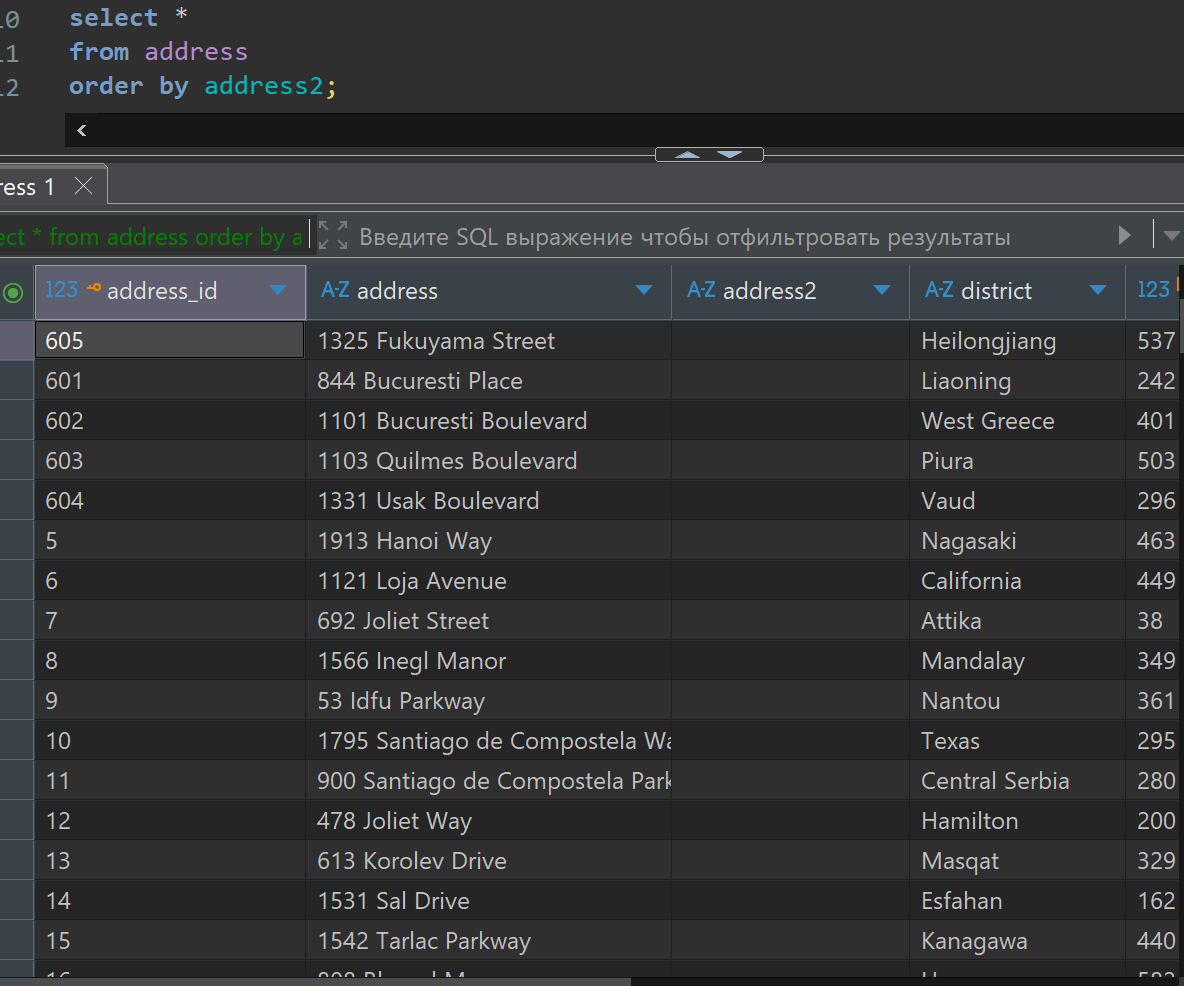 10 select *
11 from address
12 order by address2;
ress 1
ect * from address order by a Введите SQL выражение чтобы отфильтровать результаты
123 address_id A-Z address A-Z address2 A-Z district 123
605 1325 Fukuyama Street Heilongjiang 537
601 844 Bucuresti Place Liaoning 242
602 1101 Bucuresti Boulevard West Greece 401
603 1103 Quilmes Boulevard Piura 503
604 1331 Usak Boulevard Vaud 296
5 1913 Hanoi Way Nagasaki 463
6 1121 Loja Avenue California 449
7 692 Joliet Street Attika 38
8 1566 Inegl Manor Mandalay 349
9 53 Idfu Parkway Nantou 361
10 1795 Santiago de Compostela Wa Texas 295
11 900 Santiago de Compostela Park Central Serbia 280
12 478 Joliet Way Hamilton 200
13 613 Korolev Drive Masqat 329
14 1531 Sal Drive Esfahan 162
15 1542 Tarlac Parkway Kanagawa 440